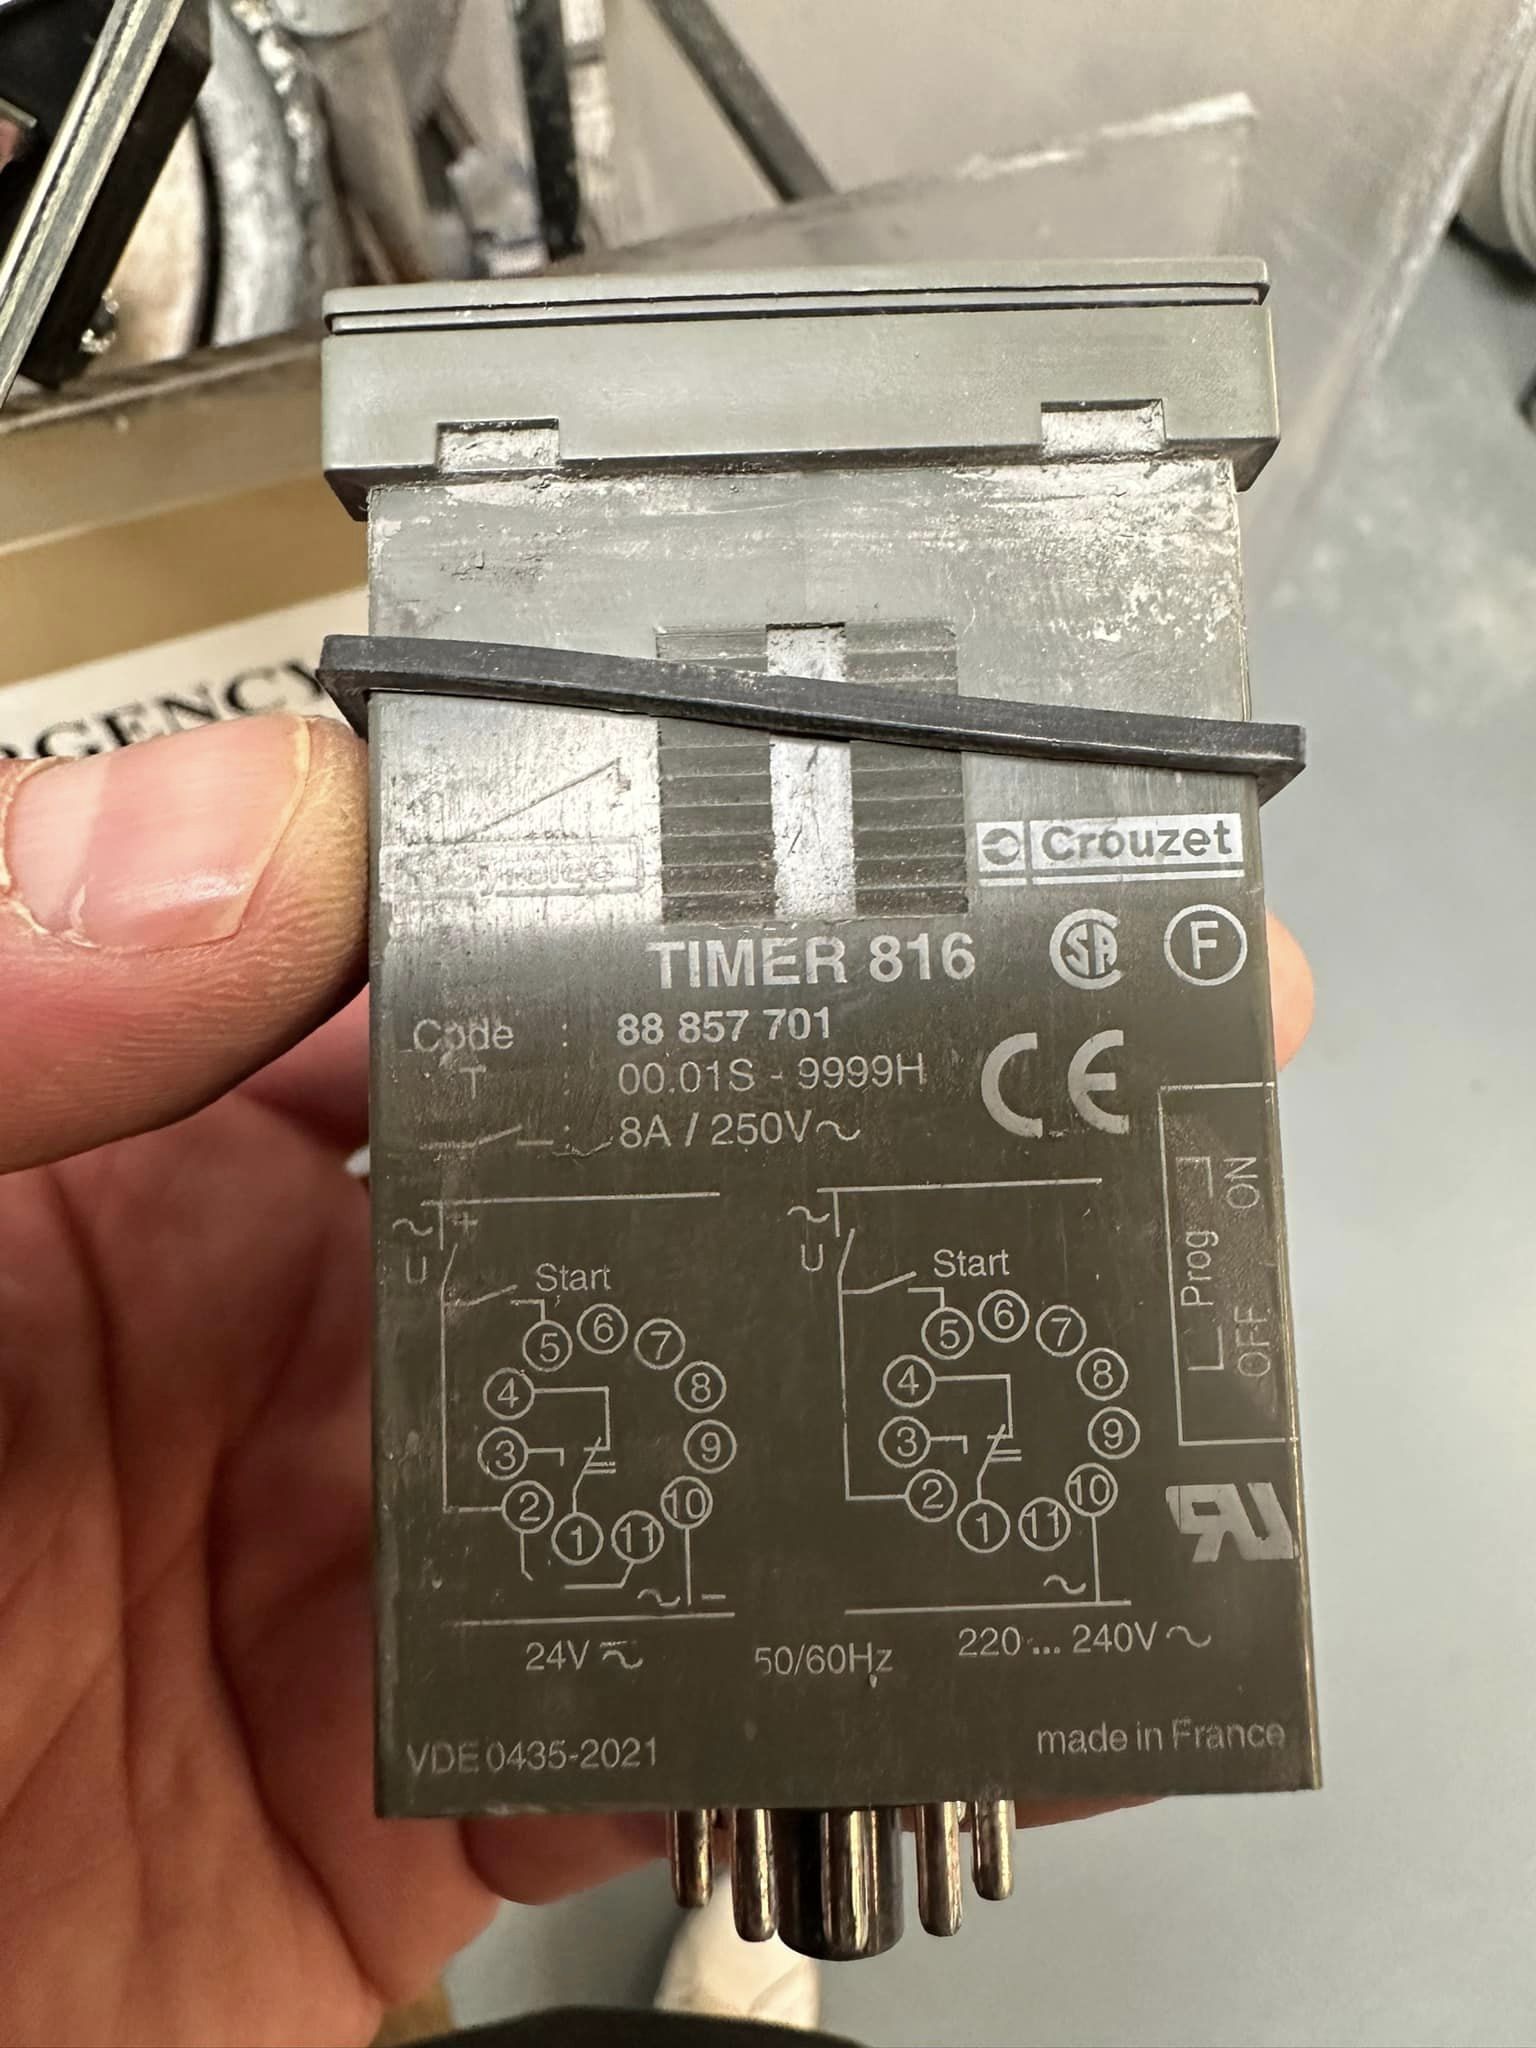 Crouzet
TIMER 816
SA
F
Code : 88 857 701
T : 00.01S - 9999H
: 8A / 250V~
CE
~ +
U
Start
5 6 7
4 8
3 9
2 10
1 11
~ –
24V
~
U
Start
5 6 7
4 8
3 9
2 10
1 11
~
220 ... 240V~
50/60Hz
Prog
OFF ON
VDE 0435-2021
made in France